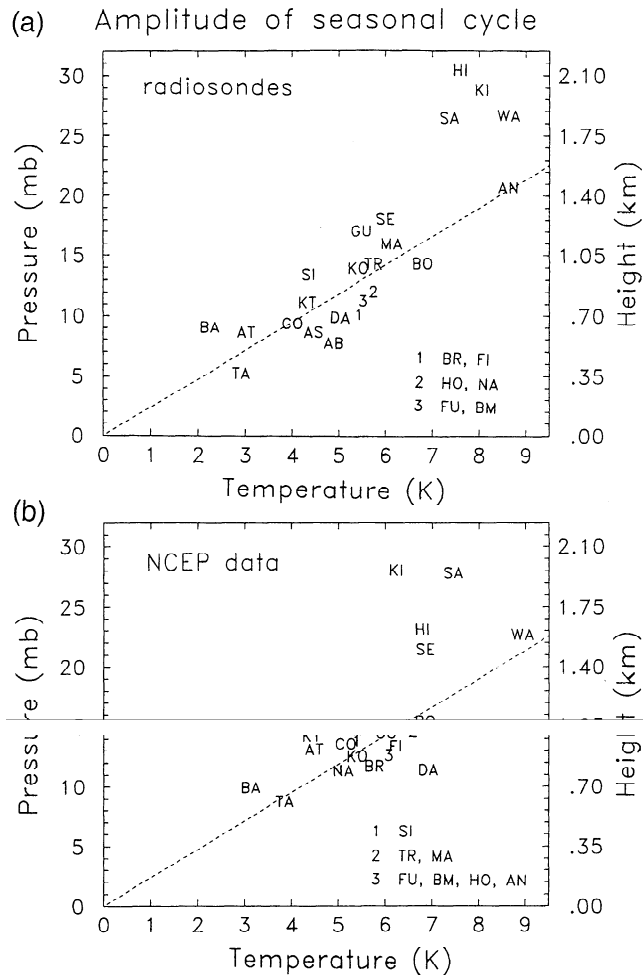 (a) Amplitude of seasonal cycle
radiosondes
Pressure (mb)
Height (km)
30
25
20
15
10
5
0
2.10
1.75
1.40
1.05
.70
.35
.00
HI
KI
SA WA
AN
SE
GU
MA
KO TR BO
SI
2
KT 3
BA AT CO AS DA 1
AB
TA
1 BR, FI
2 HO, NA
3 FU, BM
0 1 2 3 4 5 6 7 8 9
Temperature (K)
(b)
NCEP data
(mb)
(km)
30
25
20
10
5
0
2.10
1.75
1.40
.70
.35
.00
KI SA
HI
SE
WA
AT CO FI
KO 3
NA BR DA
BA
TA
1 SI
2 TR, MA
3 FU, BM, HO, AN
0 1 2 3 4 5 6 7 8 9
Temperature (K)